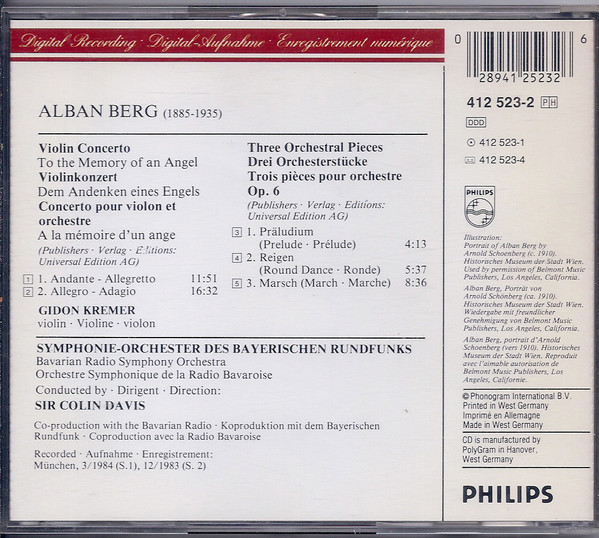 Digital Recording · Digital-Aufnahme · Enregistrement numérique
ALBAN BERG (1885-1935)
Violin Concerto
To the Memory of an Angel
Violinkonzert
Dem Andenken eines Engels
Concerto pour violon et
orchestre
A la mémoire d'un ange
(Publishers · Verlag · Editions:
Universal Edition AG)
1 1. Andante - Allegretto 11:51
2 2. Allegro - Adagio 16:32
GIDON KREMER
violin · Violine · violon
Three Orchestral Pieces
Drei Orchesterstücke
Trois pièces pour orchestre
Op. 6
(Publishers · Verlag · Editions:
Universal Edition AG)
3 1. Präludium
(Prelude · Prélude) 4:13
4 2. Reigen
(Round Dance · Ronde) 5:37
5 3. Marsch (March · Marche) 8:36
SYMPHONIE-ORCHESTER DES BAYERISCHEN RUNDFUNKS
Bavarian Radio Symphony Orchestra
Orchestre Symphonique de la Radio Bavaroise
Conducted by · Dirigent · Direction:
SIR COLIN DAVIS
Co-production with the Bavarian Radio · Koproduktion mit dem Bayerischen
Rundfunk · Coproduction avec la Radio Bavaroise
Recorded · Aufnahme · Enregistrement:
München, 3/1984 (S.1), 12/1983 (S. 2)
0 28941 25232 6
412 523-2 PH
DDD
412 523-1
412 523-4
PHILIPS
Illustration:
Portrait of Alban Berg by
Arnold Schoenberg (c. 1910).
Historisches Museum der Stadt Wien.
Used by permission of Belmont Music
Publishers, Los Angeles, California.
Alban Berg, Porträt von
Arnold Schönberg (ca. 1910).
Historisches Museum der Stadt Wien.
Wiedergabe mit freundlicher
Genehmigung von Belmont Music
Publishers, Los Angeles, California.
Alban Berg, portrait d'Arnold
Schoenberg (vers 1910). Historisches
Museum der Stadt Wien. Reproduit
avec l'aimable autorisation de
Belmont Music Publishers, Los
Angeles, Californie.
© Phonogram International B.V.
Printed in West Germany
Imprimé en Allemagne
Made in West Germany
CD is manufactured by
PolyGram in Hanover,
West Germany
PHILIPS